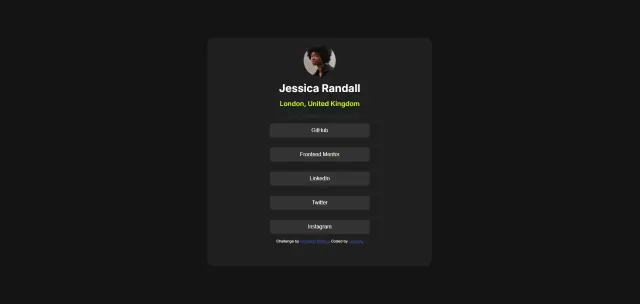 Jessica Randall
London, United Kingdom
GitHub
Frontend Mentor
LinkedIn
Twitter
Instagram
Challenge by Coded by